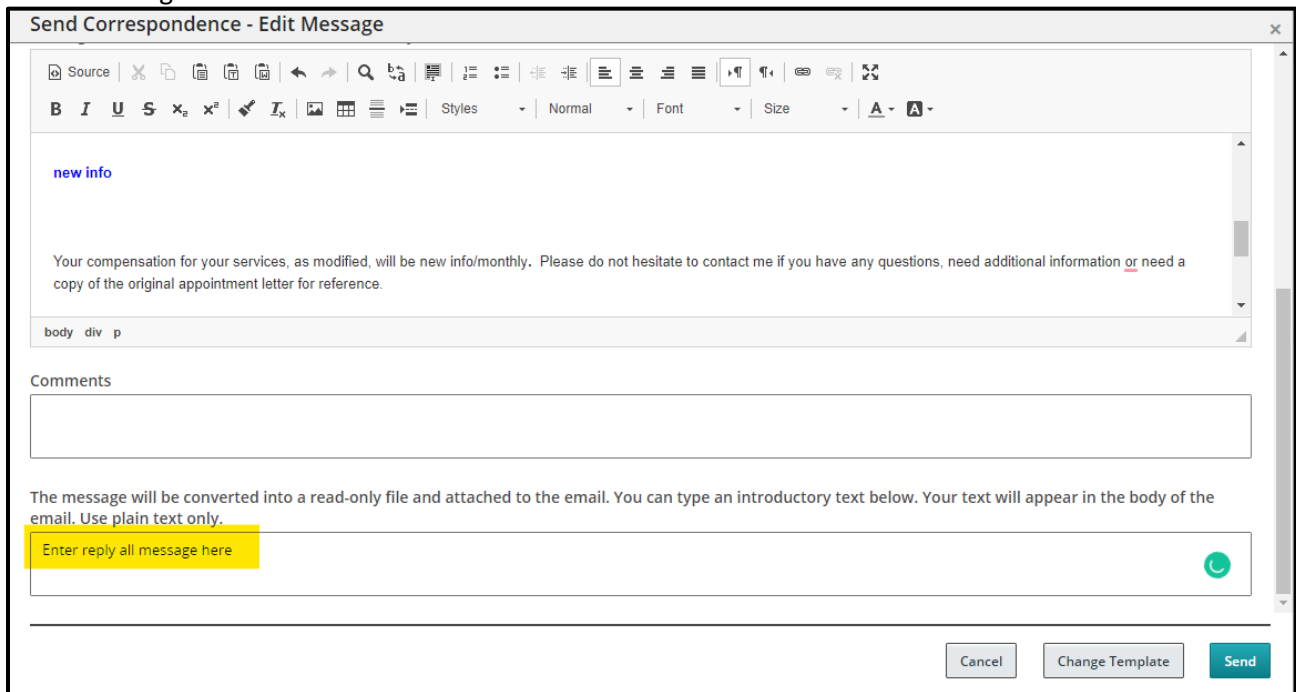 Send Correspondence - Edit Message
×
Source
B I U S x₂ x² Iₓ Styles Normal Font Size A A
new info
Your compensation for your services, as modified, will be new info/monthly. Please do not hesitate to contact me if you have any questions, need additional information or need a
copy of the original appointment letter for reference.
body div p
Comments
The message will be converted into a read-only file and attached to the email. You can type an introductory text below. Your text will appear in the body of the
email. Use plain text only.
Enter reply all message here
Cancel Change Template Send